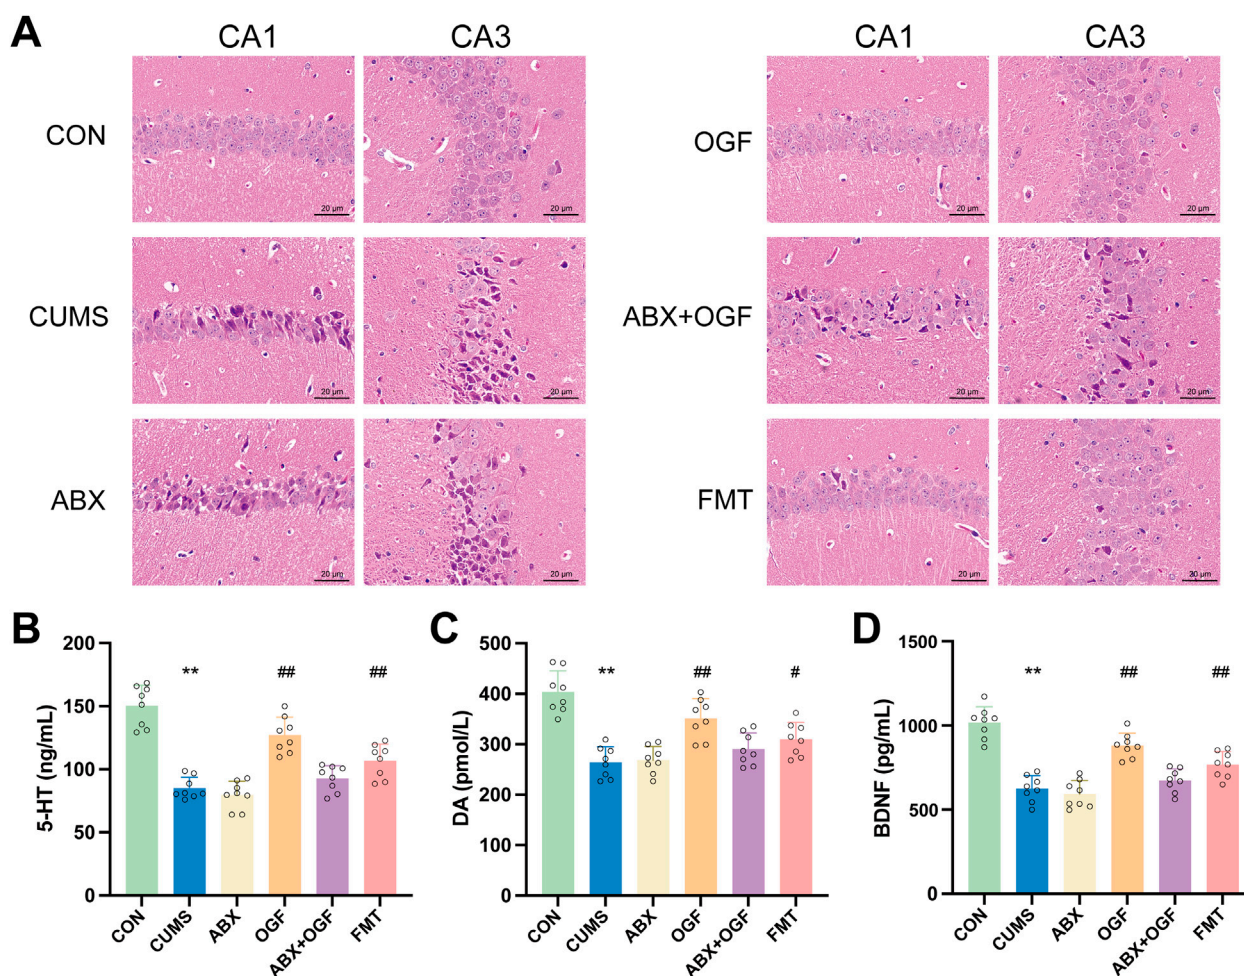 A
CA1 CA3 CA1 CA3
CON
20 μm 20 μm
OGF
20 μm 20 μm
CUMS
20 μm 20 μm
ABX+OGF
20 μm 20 μm
ABX
20 μm 20 μm
FMT
20 μm 20 μm
B
5-HT (ng/mL)
200
150
100
50
0
** ## ##
CON CUMS ABX OGF ABX+OGF FMT
C
DA (pmol/L)
500
400
300
200
100
0
** ## #
CON CUMS ABX OGF ABX+OGF FMT
D
BDNF (pg/mL)
1500
1000
500
0
** ## ##
CON CUMS ABX OGF ABX+OGF FMT